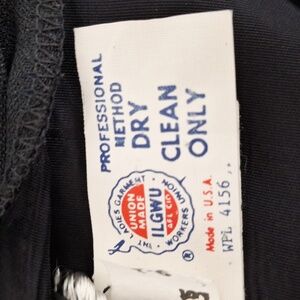 PROFESSIONAL
METHOD
DRY
CLEAN
ONLY
INT'L LADIES GARMENT WORKERS UNION
UNION
MADE
ILGWU
AFL CIO
®
Made in U.S.A.
WPL 4156